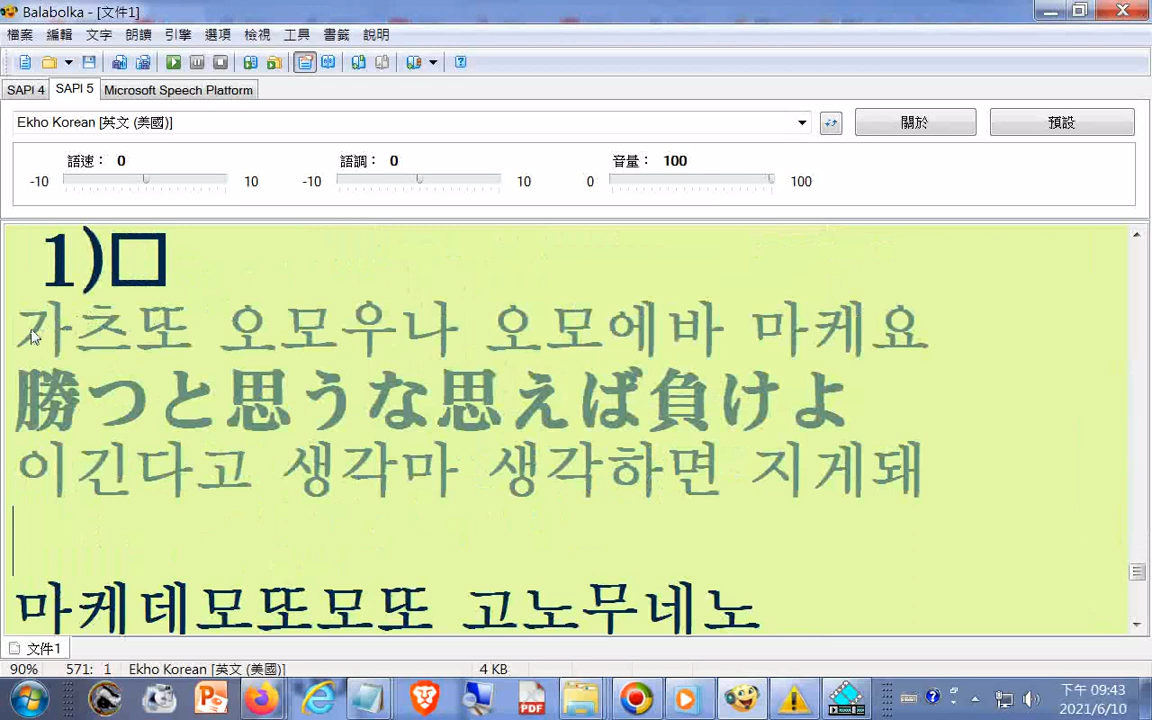 Balabolka - [文件1]
檔案 編輯 文字 朗讀 引擎 選項 檢視 工具 書籤 說明
SAPI 4 SAPI 5 Microsoft Speech Platform
Ekho Korean [英文 (美國)] 關於 預設
語速： 0 語調： 0 音量： 100
-10 10 -10 10 0 100
1)□
가츠또 오모우나 오모에바 마케요
勝つと思うな思えば負けよ
이긴다고 생각마 생각하면 지게돼
마케데모또모또 고노무네노
文件1
90% 571: 1 Ekho Korean [英文 (美國)] 4 KB
下午 09:43
2021/6/10